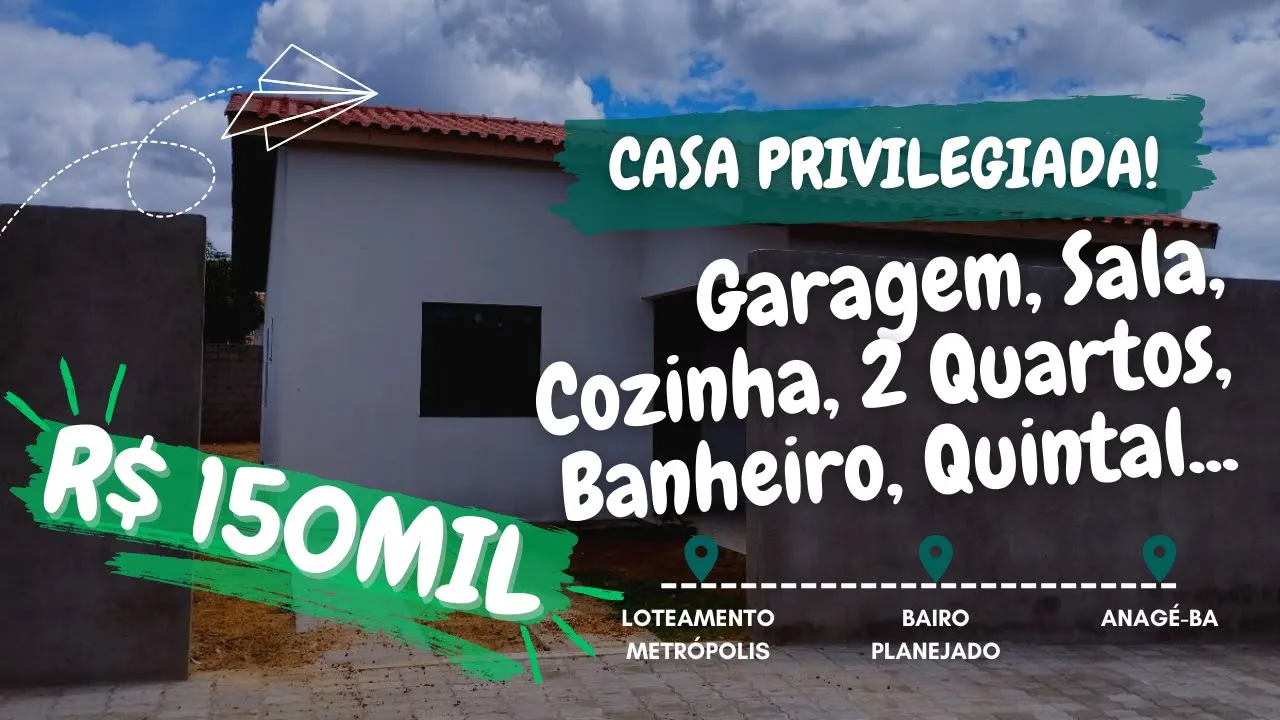 CASA PRIVILEGIADA!
Garagem, Sala,
Cozinha, 2 Quartos,
Banheiro, Quintal...
R$ 150MIL
LOTEAMENTO
METRÓPOLIS
BAIRO
PLANEJADO
ANAGÉ-BA